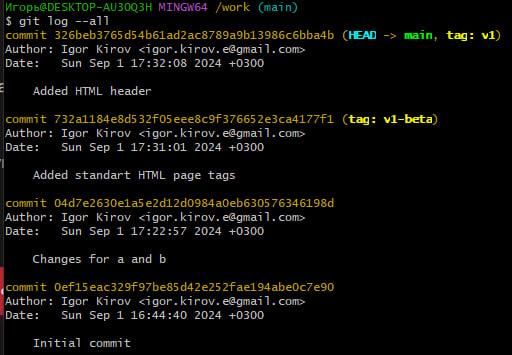 Игорь@DESKTOP-AU3OQ3H MINGW64 /work (main)
$ git log --all
commit 326beb3765d54b61ad2ac8789a9b13986c6bba4b (HEAD -> main, tag: v1)
Author: Igor Kirov <igor.kirov.e@gmail.com>
Date:   Sun Sep 1 17:32:08 2024 +0300
Added HTML header
commit 732a1184e8d532f05eee8c9f376652e3ca4177f1 (tag: v1-beta)
Author: Igor Kirov <igor.kirov.e@gmail.com>
Date:   Sun Sep 1 17:31:01 2024 +0300
Added standart HTML page tags
commit 04d7e2630e1a5e2d12d0984a0eb630576346198d
Author: Igor Kirov <igor.kirov.e@gmail.com>
Date:   Sun Sep 1 17:22:57 2024 +0300
Changes for a and b
commit 0ef15eac329f97be85d42e252fae194abe0c7e90
Author: Igor Kirov <igor.kirov.e@gmail.com>
Date:   Sun Sep 1 16:44:40 2024 +0300
Initial commit